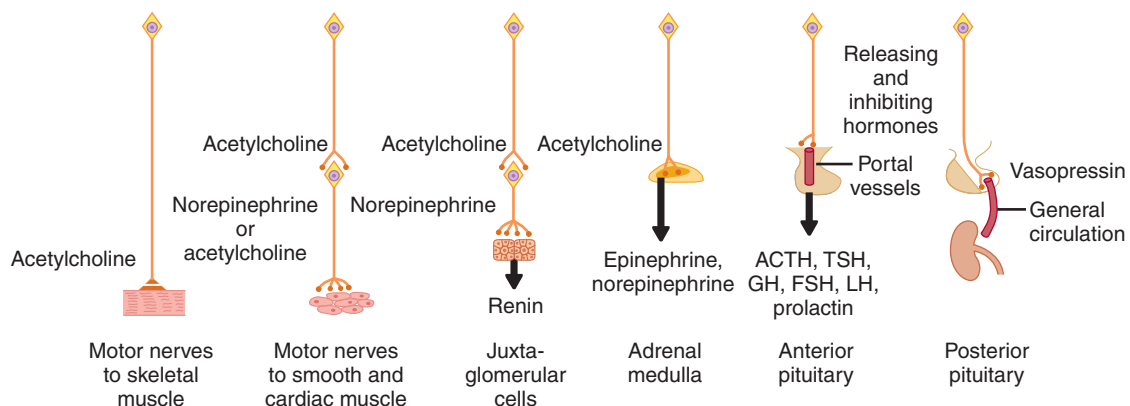 Acetylcholine
Motor nerves
to skeletal
muscle
Acetylcholine
Norepinephrine
or
acetylcholine
Motor nerves
to smooth and
cardiac muscle
Acetylcholine
Norepinephrine
Renin
Juxta-
glomerular
cells
Acetylcholine
Epinephrine,
norepinephrine
Adrenal
medulla
Releasing
and
inhibiting
hormones
Portal
vessels
ACTH, TSH,
GH, FSH, LH,
prolactin
Anterior
pituitary
Vasopressin
General
circulation
Posterior
pituitary